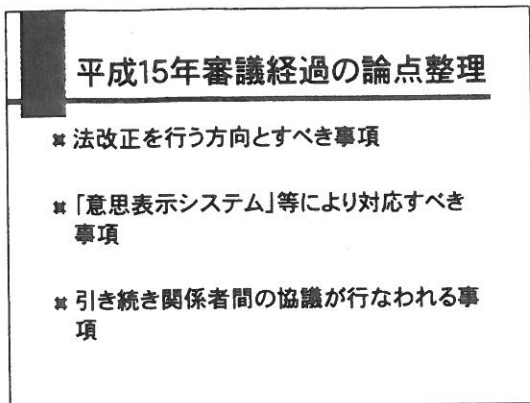 平成15年審議経過の論点整理
法改正を行う方向とすべき事項
「意思表示システム」等により対応すべき
事項
引き続き関係者間の協議が行なわれる事
項